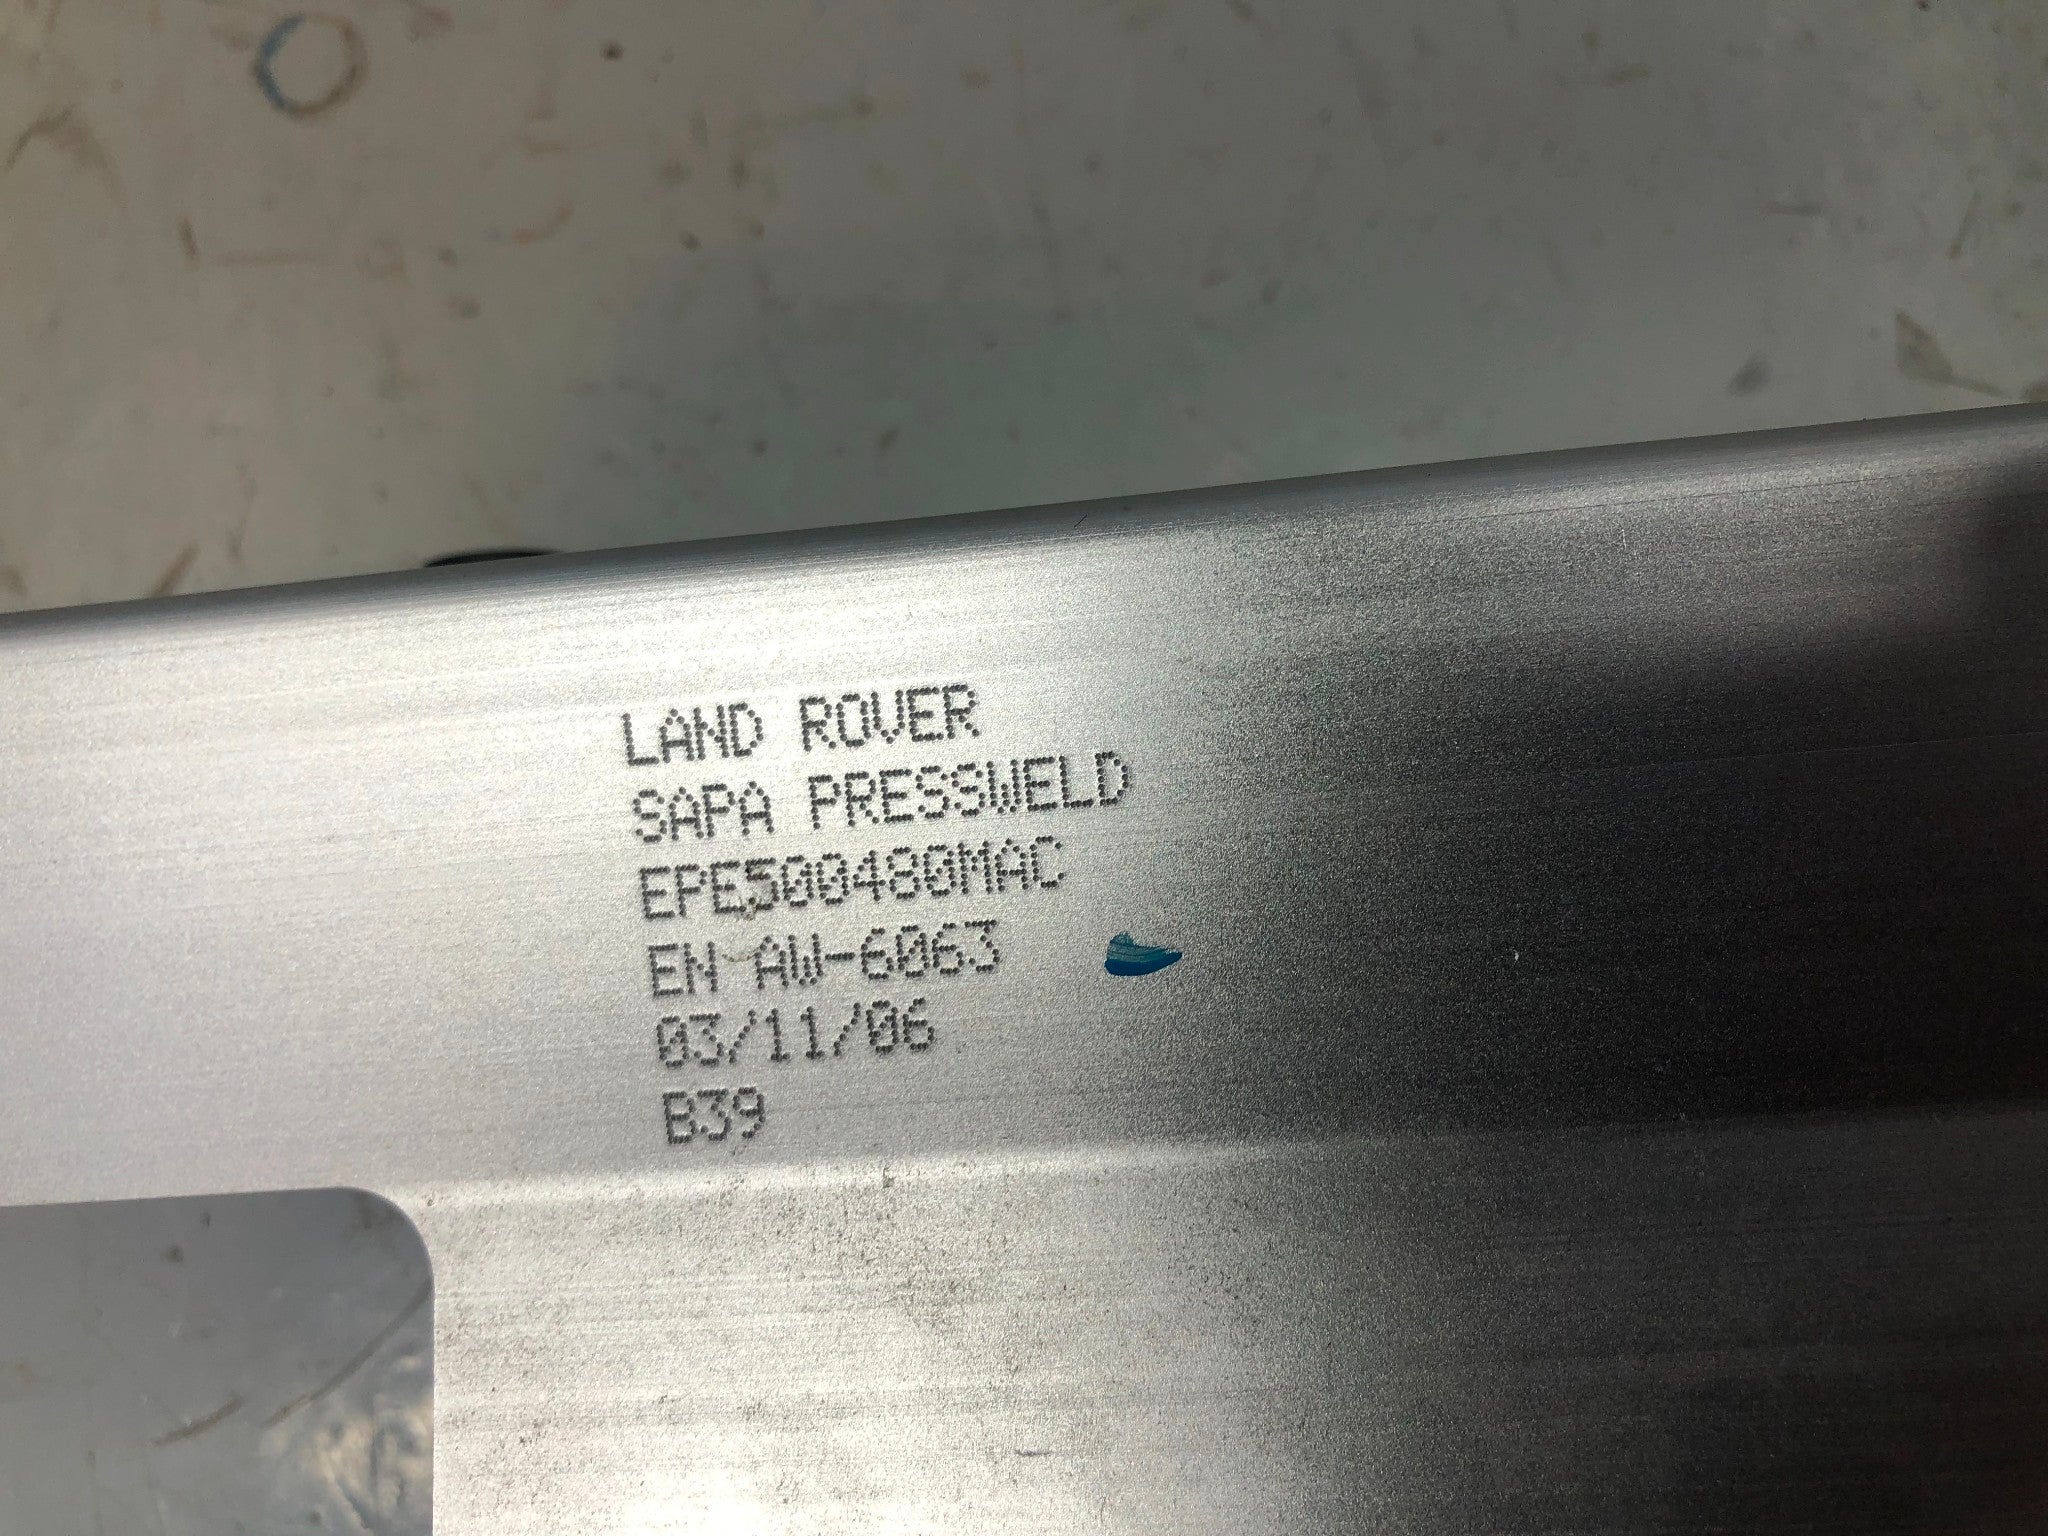 LAND ROVER
SAPA PRESSWELD
EPE500480MAC
EN AW-6063
03/11/06
B39